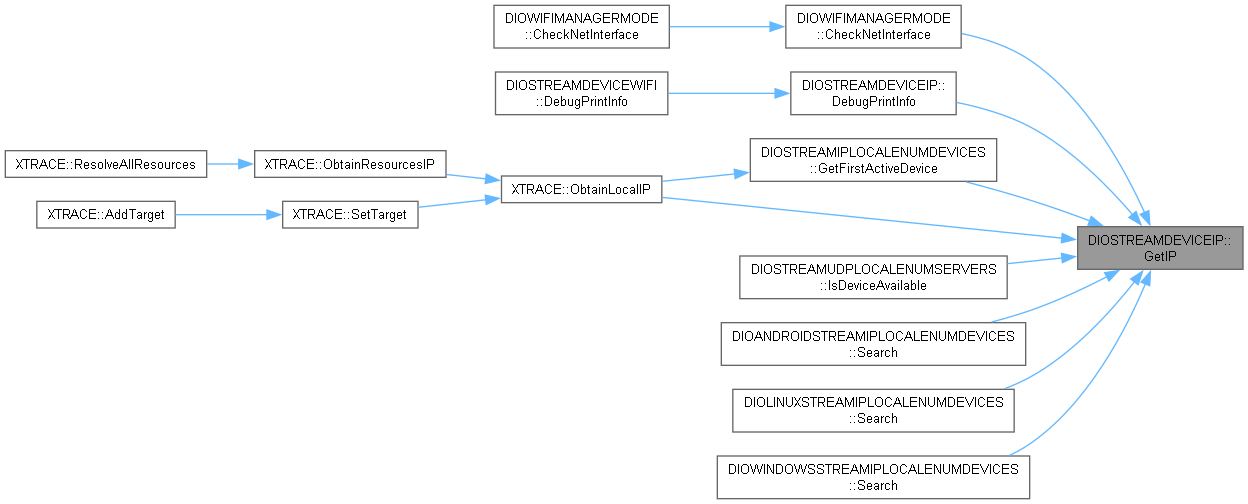 DIOWIFIMANAGERMODE
::CheckNetInterface
DIOWIFIMANAGERMODE
::CheckNetInterface
DIOSTREAMDEVICEWIFI
::DebugPrintInfo
DIOSTREAMDEVICEIP::
DebugPrintInfo
XTRACE::ResolveAllResources
XTRACE::ObtainResourcesIP
DIOSTREAMIPLOCALENUMDEVICES
::GetFirstActiveDevice
XTRACE::ObtainLocalIP
XTRACE::AddTarget
XTRACE::SetTarget
DIOSTREAMDEVICEIP::
GetIP
DIOSTREAMUDPLOCALENUMSERVERS
::IsDeviceAvailable
DIOANDROIDSTREAMIPLOCALENUMDEVICES
::Search
DIOLINUXSTREAMIPLOCALENUMDEVICES
::Search
DIOWINDOWSSTREAMIPLOCALENUMDEVICES
::Search